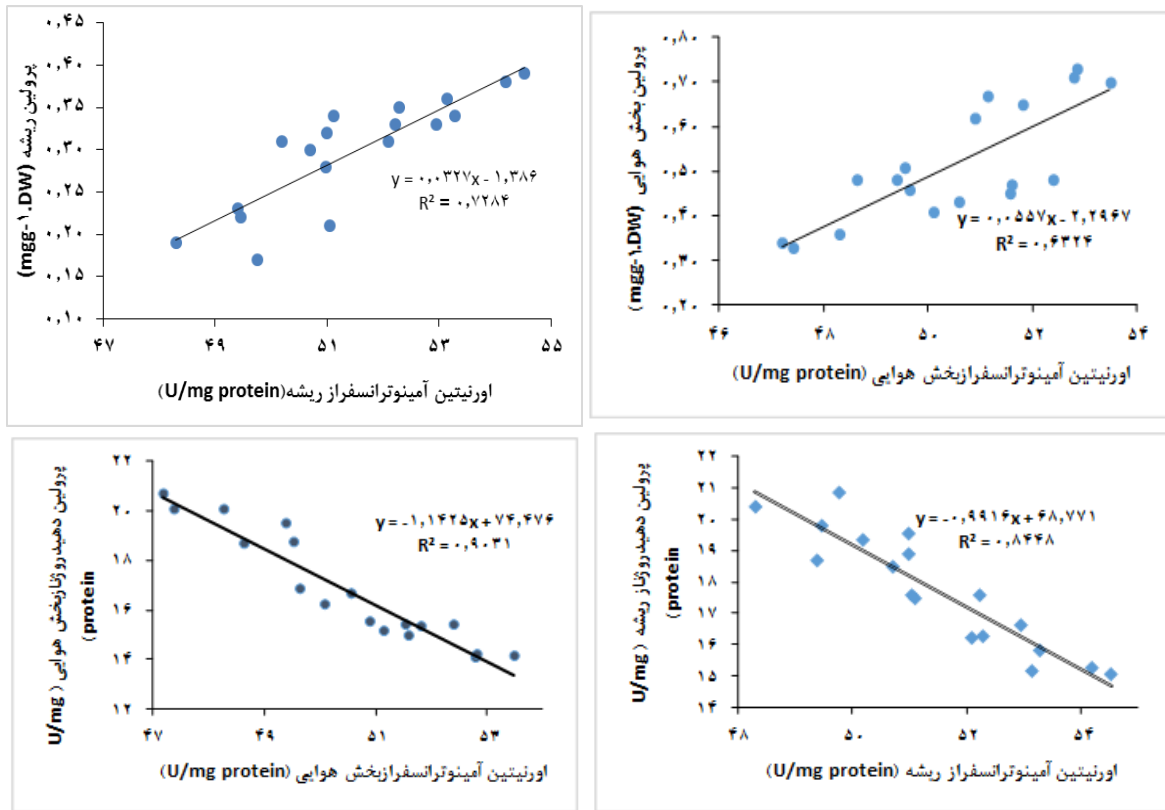 پرولین ریشه (mgg-۱.DW)
۰,۴۵
۰,۴۰
۰,۳۵
۰,۳۰
۰,۲۵
۰,۲۰
۰,۱۵
۰,۱۰
y = ۰,۰۳۲۷x - ۱,۳۸۶
R² = ۰,۷۲۸۴
۴۷ ۴۹ ۵۱ ۵۳ ۵۵
اورنیتین آمینوترانسفراز ریشه(U/mg protein)
پرولین بخش هوایی (mgg-۱.DW)
۰,۸۰
۰,۷۰
۰,۶۰
۰,۵۰
۰,۴۰
۰,۳۰
۰,۲۰
y = ۰,۰۵۵۷x - ۲,۲۹۶۷
R² = ۰,۶۳۲۴
۴۶ ۴۸ ۵۰ ۵۲ ۵۴
اورنیتین آمینوترانسفرازبخش هوایی (U/mg protein)
پرولین دهیدروژنازبخش هوایی (U/mg
protein)
۲۲
۲۰
۱۸
۱۶
۱۴
۱۲
y = -۱,۱۴۲۵x + ۷۴,۴۷۶
R² = ۰,۹۰۳۱
۴۷ ۴۹ ۵۱ ۵۳
اورنیتین آمینوترانسفرازبخش هوایی (U/mg protein)
پرولین دهیدروژناز ریشه (U/mg
protein)
۲۲
۲۱
۲۰
۱۹
۱۸
۱۷
۱۶
۱۵
۱۴
y = -۰,۹۹۱۶x + ۶۸,۷۷۱
R² = ۰,۸۴۴۸
۴۸ ۵۰ ۵۲ ۵۴
اورنیتین آمینوترانسفراز ریشه (U/mg protein)